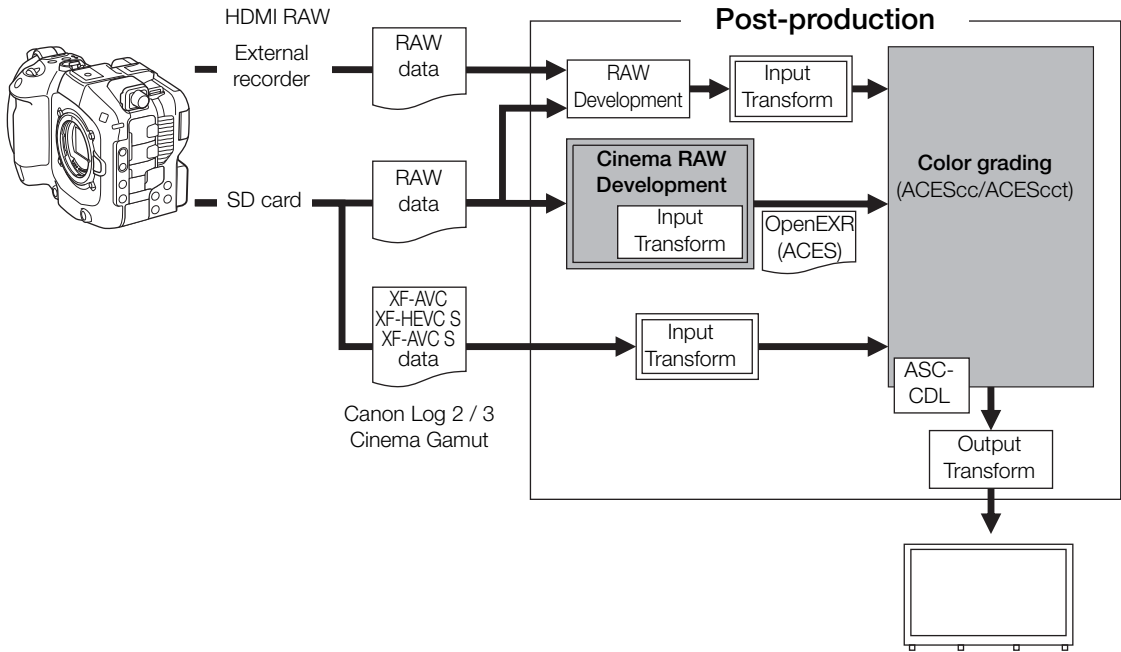 Post-production
HDMI RAW
External
recorder
RAW
data
RAW
Development
Input
Transform
SD card
RAW
data
Cinema RAW
Development
Input
Transform
OpenEXR
(ACES)
Color grading
(ACEScc/ACEScct)
XF-AVC
XF-HEVC S
XF-AVC S
data
Input
Transform
Canon Log 2 / 3
Cinema Gamut
ASC-
CDL
Output
Transform